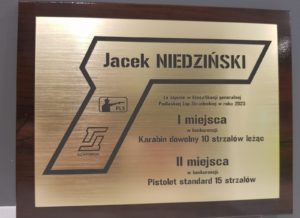 Jacek NIEDZIŃSKI
za zajęcie w klasyfikacji generalnej
Podlaskiej Ligi Strzeleckiej w roku 2023
I miejsca
w konkurencji
Karabin dowolny 10 strzałów leżąc
PLS
II miejsca
w konkurencji
Pistolet standard 15 strzałów